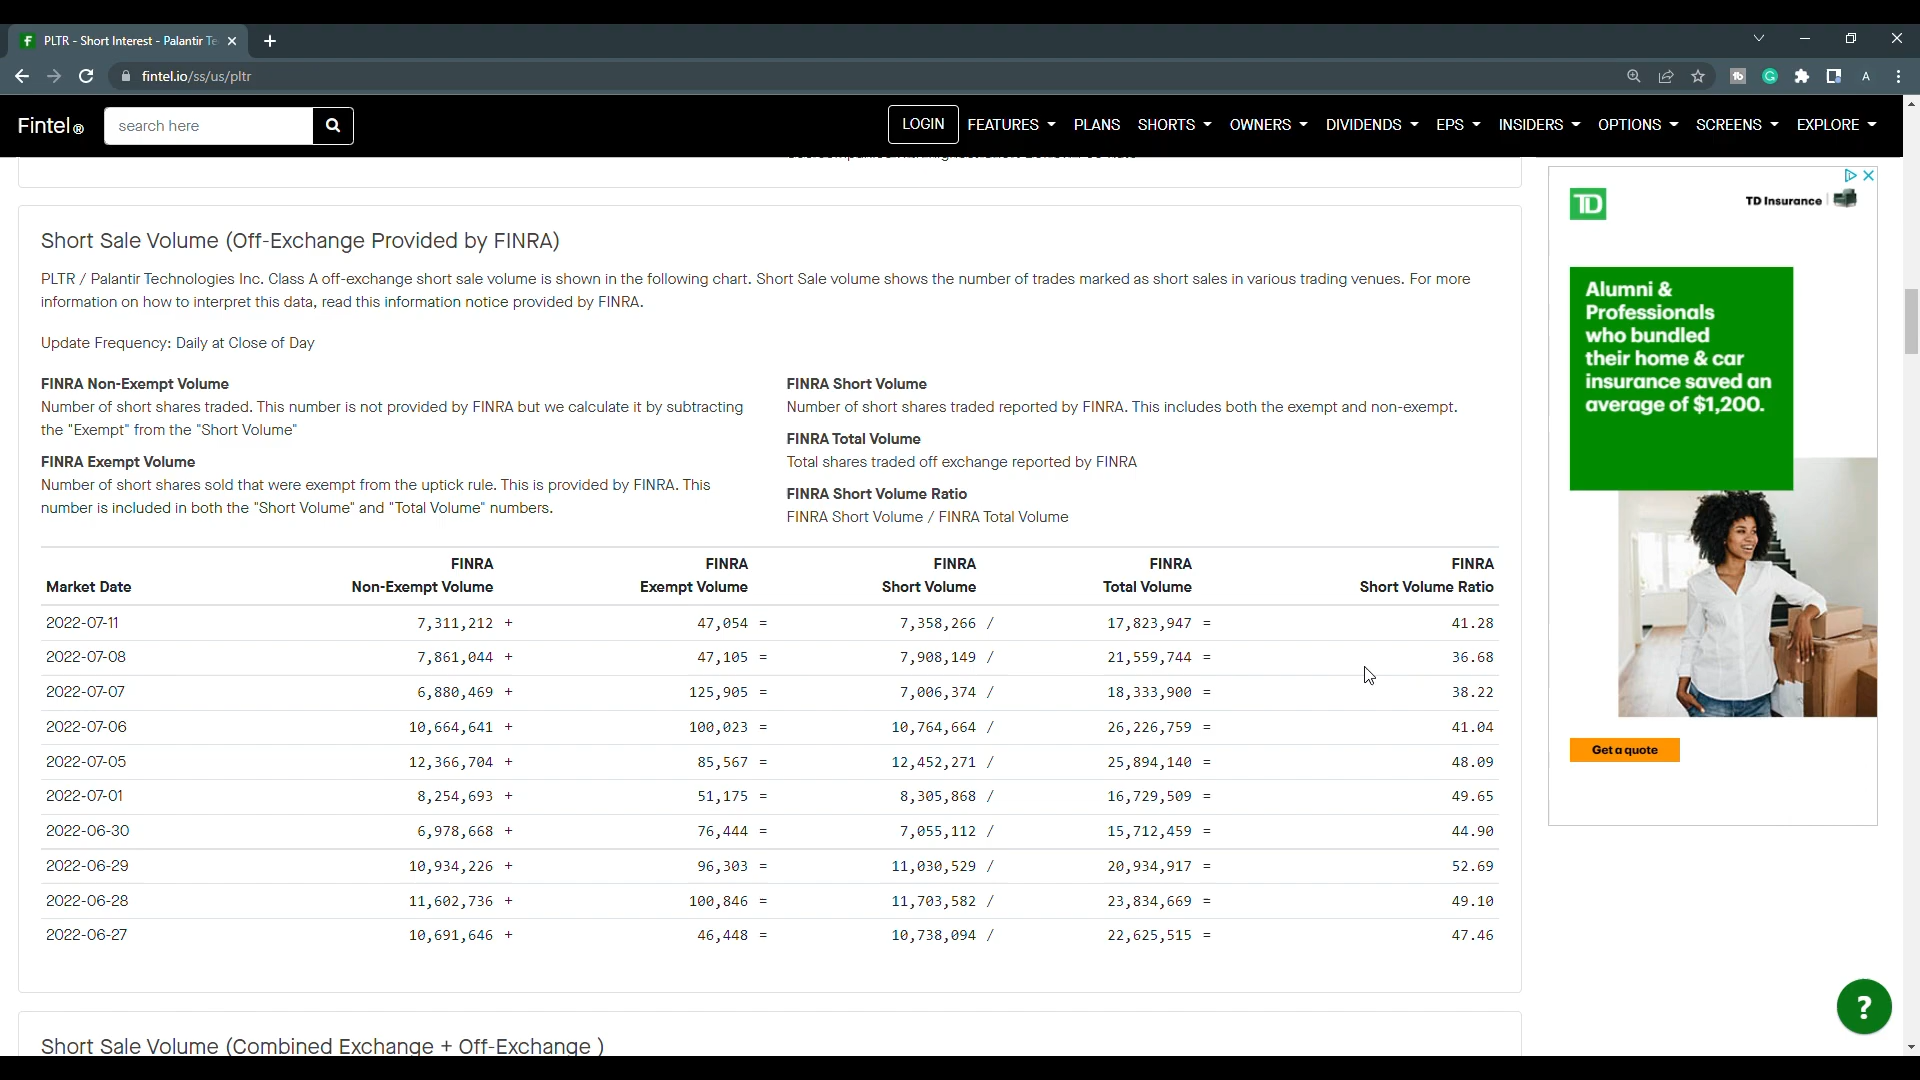 PLTR - Short Interest - Palantir Te
fintel.io/ss/us/pltr
A
Fintel®
search here
LOGIN
FEATURES
PLANS
SHORTS
OWNERS
DIVIDENDS
EPS
INSIDERS
OPTIONS
SCREENS
EXPLORE
Short Sale Volume (Off-Exchange Provided by FINRA)
PLTR / Palantir Technologies Inc. Class A off-exchange short sale volume is shown in the following chart. Short Sale volume shows the number of trades marked as short sales in various trading venues. For more
information on how to interpret this data, read this information notice provided by FINRA.
Update Frequency: Daily at Close of Day
FINRA Non-Exempt Volume
Number of short shares traded. This number is not provided by FINRA but we calculate it by subtracting
the "Exempt" from the "Short Volume"
FINRA Exempt Volume
Number of short shares sold that were exempt from the uptick rule. This is provided by FINRA. This
number is included in both the "Short Volume" and "Total Volume" numbers.
FINRA Short Volume
Number of short shares traded reported by FINRA. This includes both the exempt and non-exempt.
FINRA Total Volume
Total shares traded off exchange reported by FINRA
FINRA Short Volume Ratio
FINRA Short Volume / FINRA Total Volume
FINRA FINRA FINRA FINRA FINRA
Market Date Non-Exempt Volume Exempt Volume Short Volume Total Volume Short Volume Ratio
2022-07-11 7,311,212 + 47,054 = 7,358,266 / 17,823,947 = 41.28
2022-07-08 7,861,044 + 47,105 = 7,908,149 / 21,559,744 = 36.68
2022-07-07 6,880,469 + 125,905 = 7,006,374 / 18,333,900 = 38.22
2022-07-06 10,664,641 + 100,023 = 10,764,664 / 26,226,759 = 41.04
2022-07-05 12,366,704 + 85,567 = 12,452,271 / 25,894,140 = 48.09
2022-07-01 8,254,693 + 51,175 = 8,305,868 / 16,729,509 = 49.65
2022-06-30 6,978,668 + 76,444 = 7,055,112 / 15,712,459 = 44.90
2022-06-29 10,934,226 + 96,303 = 11,030,529 / 20,934,917 = 52.69
2022-06-28 11,602,736 + 100,846 = 11,703,582 / 23,834,669 = 49.10
2022-06-27 10,691,646 + 46,448 = 10,738,094 / 22,625,515 = 47.46
Short Sale Volume (Combined Exchange + Off-Exchange )
TD
TD Insurance
Alumni &
Professionals
who bundled
their home & car
insurance saved an
average of $1,200.
Get a quote
?